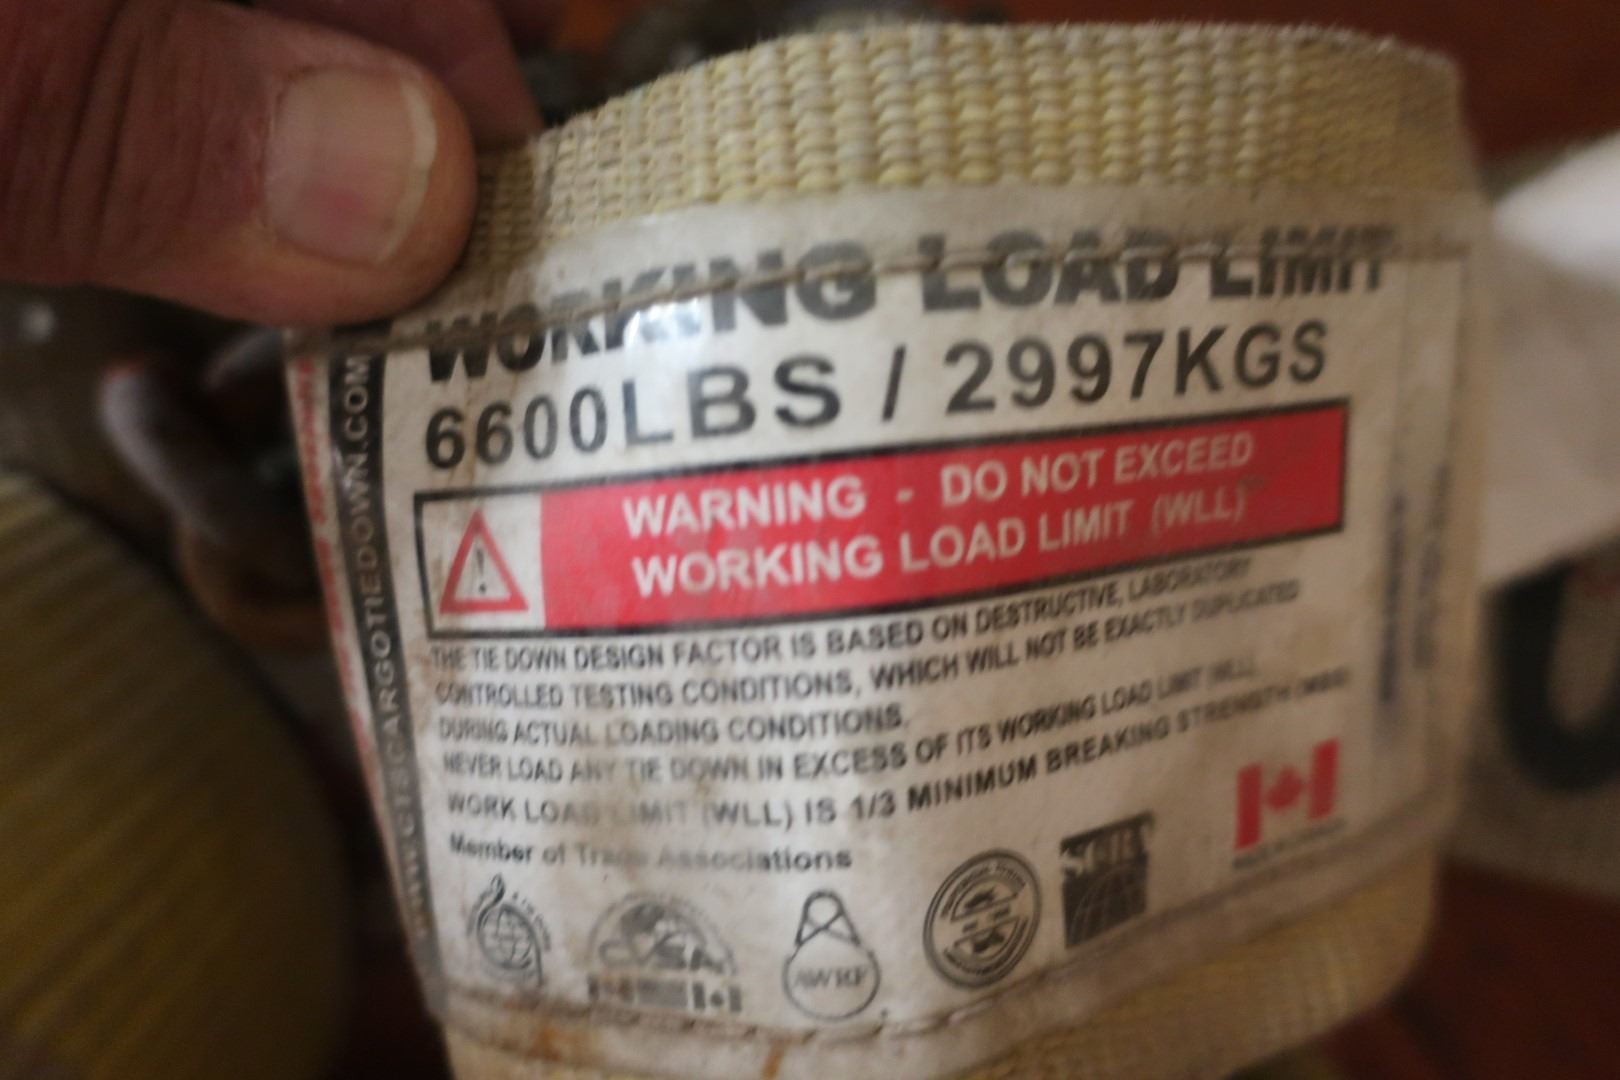 WORKING LOAD LIMIT
6600LBS / 2997KGS
WARNING - DO NOT EXCEED
WORKING LOAD LIMIT (WLL)
THE TIE DOWN DESIGN FACTOR IS BASED ON DESTRUCTIVE, LABORATORY
CONTROLLED TESTING CONDITIONS, WHICH WILL NOT BE EXACTLY DUPLICATED
DURING ACTUAL LOADING CONDITIONS.
NEVER LOAD ANY TIE DOWN IN EXCESS OF ITS WORKING LOAD LIMIT (WLL)
WORK LOAD LIMIT (WLL) IS 1/3 MINIMUM BREAKING STRENGTH (MBS)
Member of Trade Associations
AWRF